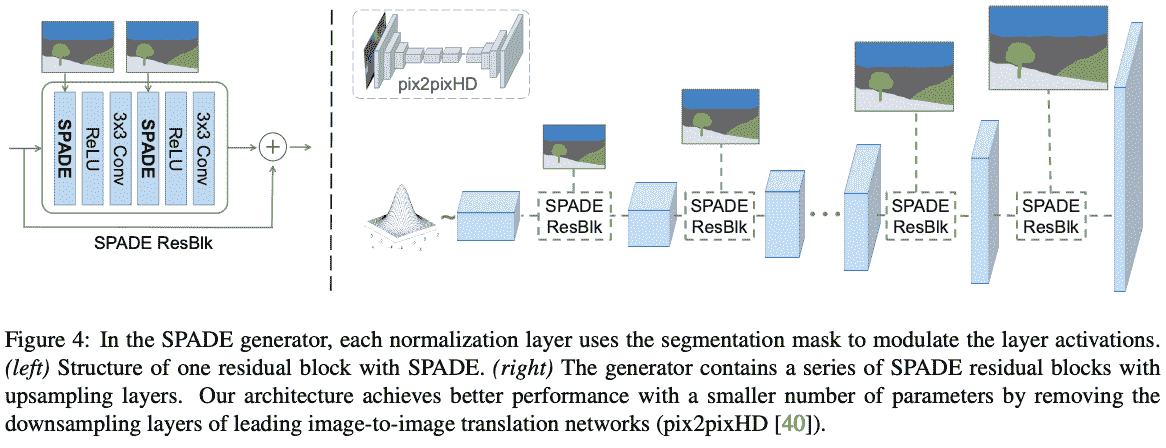 SPADE
ReLU
3x3 Conv
SPADE
ReLU
3x3 Conv
+
SPADE ResBlk
pix2pixHD
~
SPADE
ResBlk
SPADE
ResBlk
...
SPADE
ResBlk
SPADE
ResBlk
Figure 4: In the SPADE generator, each normalization layer uses the segmentation mask to modulate the layer activations.
(left) Structure of one residual block with SPADE. (right) The generator contains a series of SPADE residual blocks with
upsampling layers. Our architecture achieves better performance with a smaller number of parameters by removing the
downsampling layers of leading image-to-image translation networks (pix2pixHD [40]).